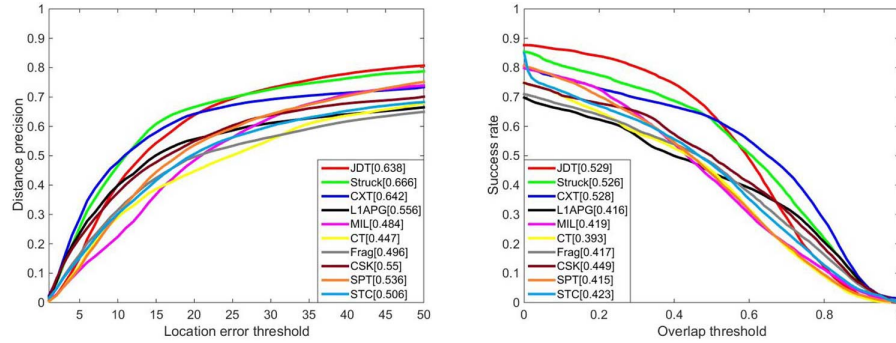 1
0.9
0.8
0.7
0.6
0.5
0.4
0.3
0.2
0.1
0
Distance precision
JDT[0.638]
Struck[0.666]
CXT[0.642]
L1APG[0.556]
MIL[0.484]
CT[0.447]
Frag[0.496]
CSK[0.55]
SPT[0.536]
STC[0.506]
5 10 15 20 25 30 35 40 45 50
Location error threshold
1
0.9
0.8
0.7
0.6
0.5
0.4
0.3
0.2
0.1
0
Success rate
JDT[0.529]
Struck[0.526]
CXT[0.528]
L1APG[0.416]
MIL[0.419]
CT[0.393]
Frag[0.417]
CSK[0.449]
SPT[0.415]
STC[0.423]
0 0.2 0.4 0.6 0.8
Overlap threshold